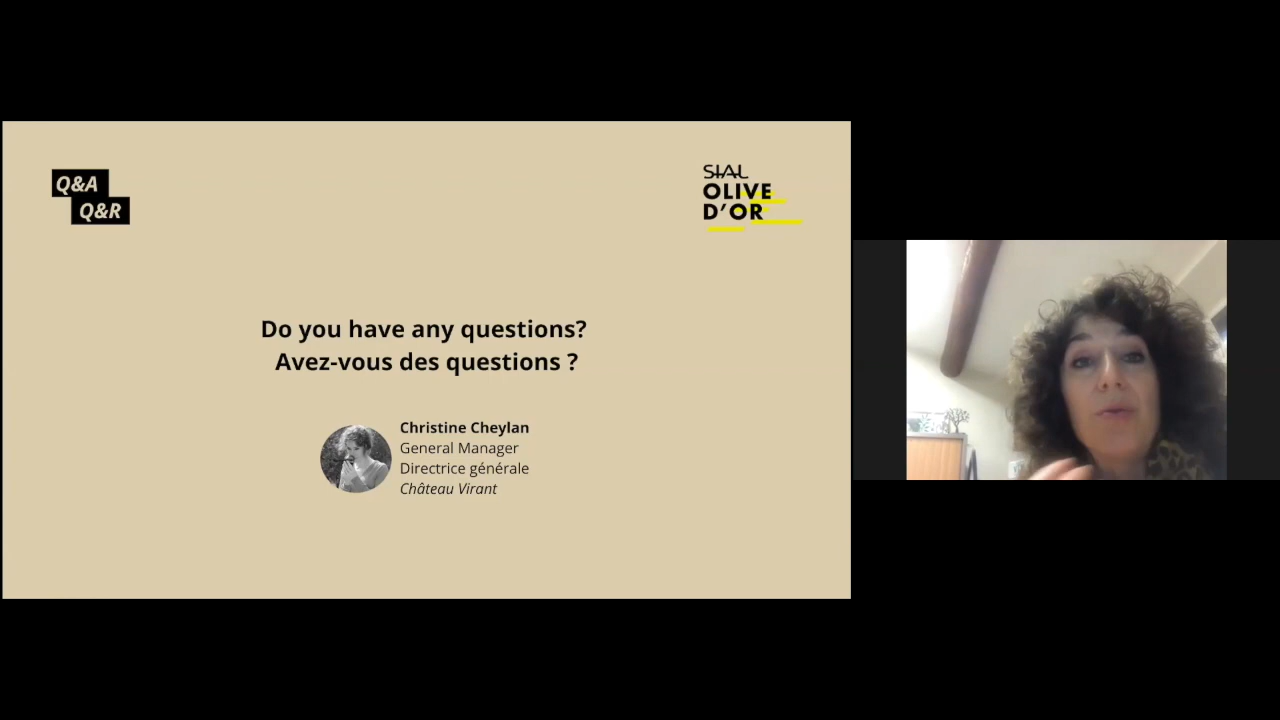 Q&A
Q&R
SIAL
OLIVE
D'OR
Do you have any questions?
Avez-vous des questions ?
Christine Cheylan
General Manager
Directrice générale
Château Virant